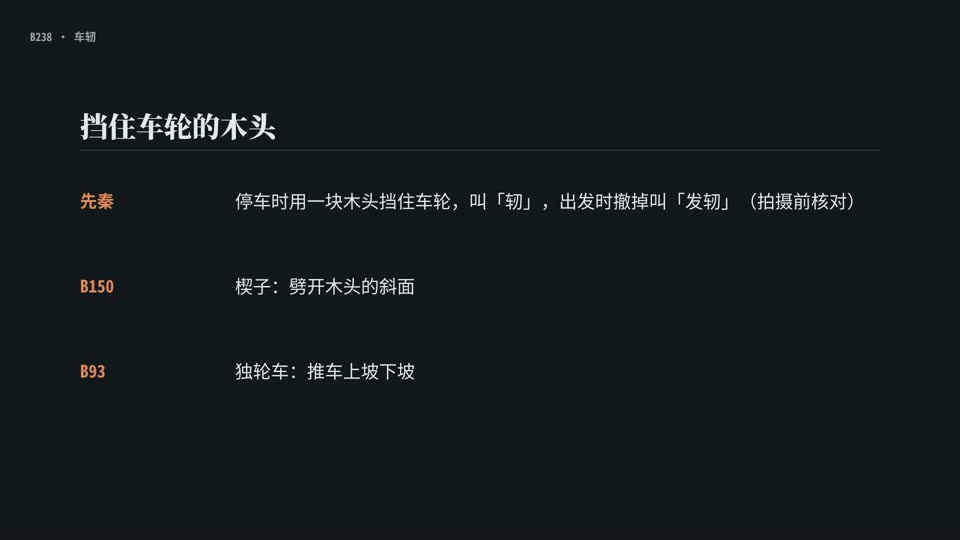 B238 · 车轫
挡住车轮的木头
先秦 停车时用一块木头挡住车轮，叫「轫」，出发时撤掉叫「发轫」（拍摄前核对）
B150 楔子：劈开木头的斜面
B93 独轮车：推车上坡下坡